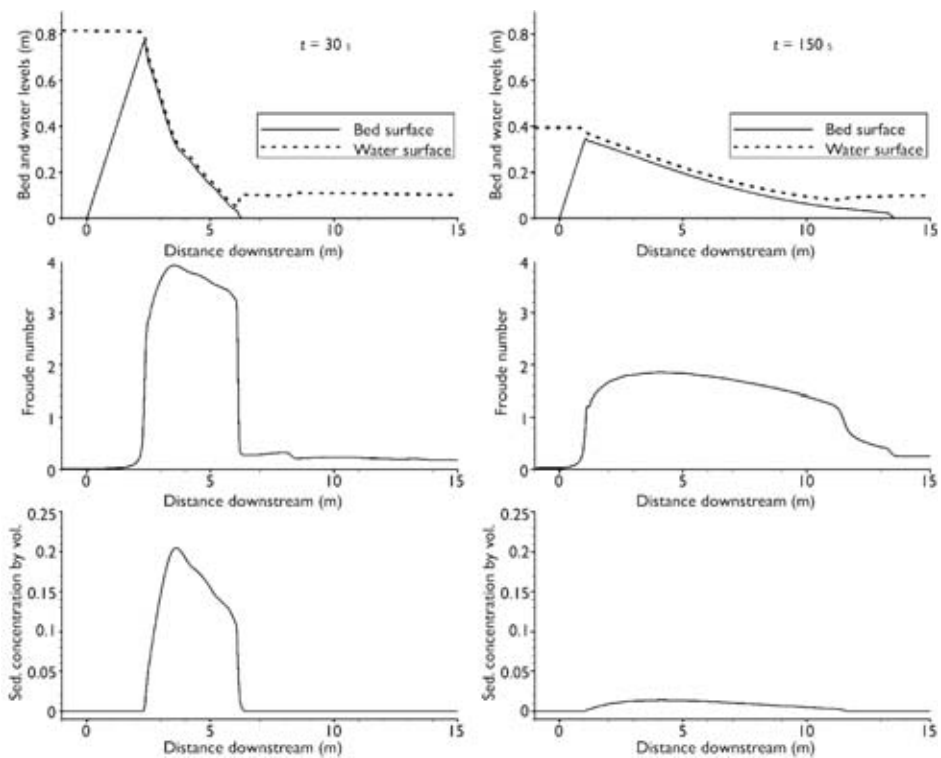 t = 30 s
Bed and water levels (m)
0.8
0.6
0.4
0.2
0
Bed surface
Water surface
0 5 10 15
Distance downstream (m)
t = 150 s
Bed and water levels (m)
0.8
0.6
0.4
0.2
0
Bed surface
Water surface
0 5 10 15
Distance downstream (m)
Froude number
4
3
2
1
0
0 5 10 15
Distance downstream (m)
Froude number
4
3
2
1
0
0 5 10 15
Distance downstream (m)
Sed. concentration by vol.
0.25
0.2
0.15
0.1
0.05
0
0 5 10 15
Distance downstream (m)
Sed. concentration by vol.
0.25
0.2
0.15
0.1
0.05
0
0 5 10 15
Distance downstream (m)